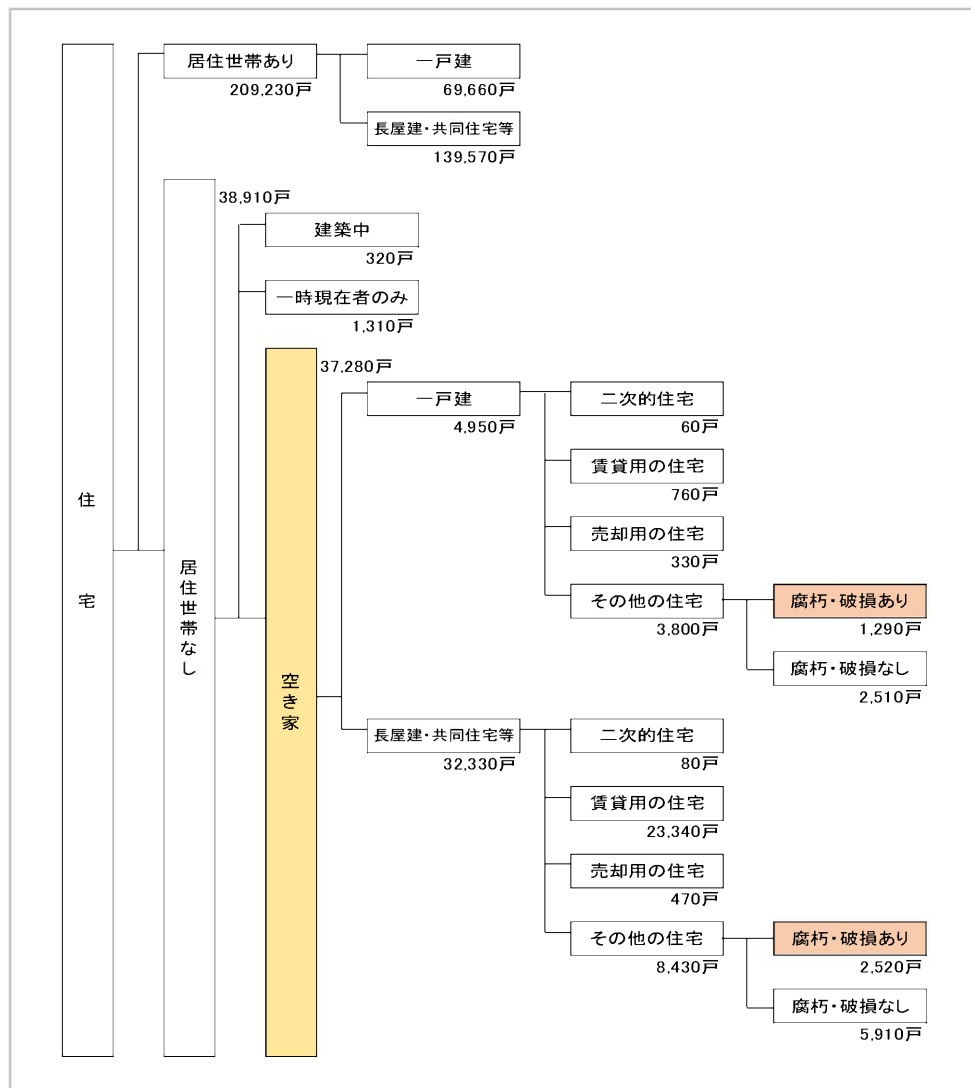 居住世帯あり
209,230戸
一戸建
69,660戸
長屋建・共同住宅等
139,570戸
38,910戸
建築中
320戸
一時現在者のみ
1,310戸
37,280戸
一戸建
4,950戸
二次的住宅
60戸
賃貸用の住宅
760戸
売却用の住宅
330戸
その他の住宅
3,800戸
腐朽・破損あり
1,290戸
腐朽・破損なし
2,510戸
住宅
居住世帯なし
空き家
長屋建・共同住宅等
32,330戸
二次的住宅
80戸
賃貸用の住宅
23,340戸
売却用の住宅
470戸
その他の住宅
8,430戸
腐朽・破損あり
2,520戸
腐朽・破損なし
5,910戸